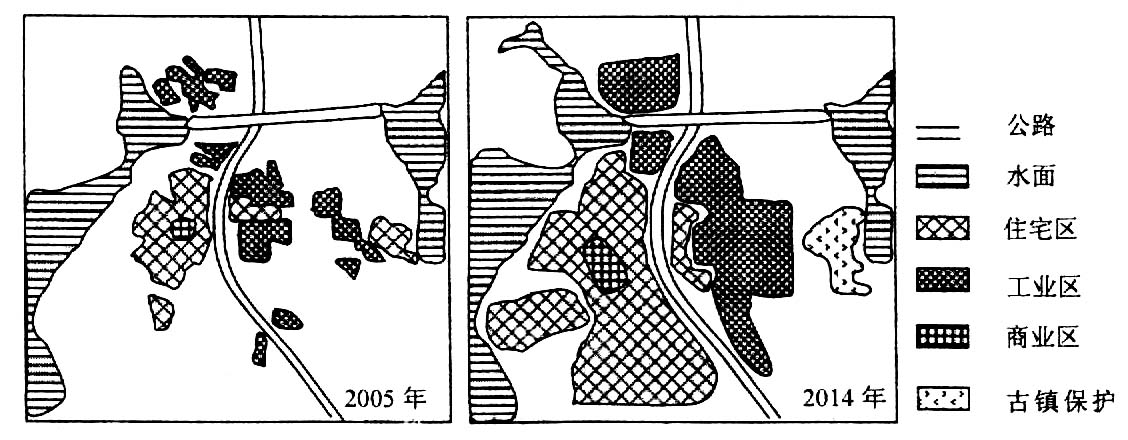 2005 年
2014 年
公路
水面
住宅区
工业区
商业区
古镇保护